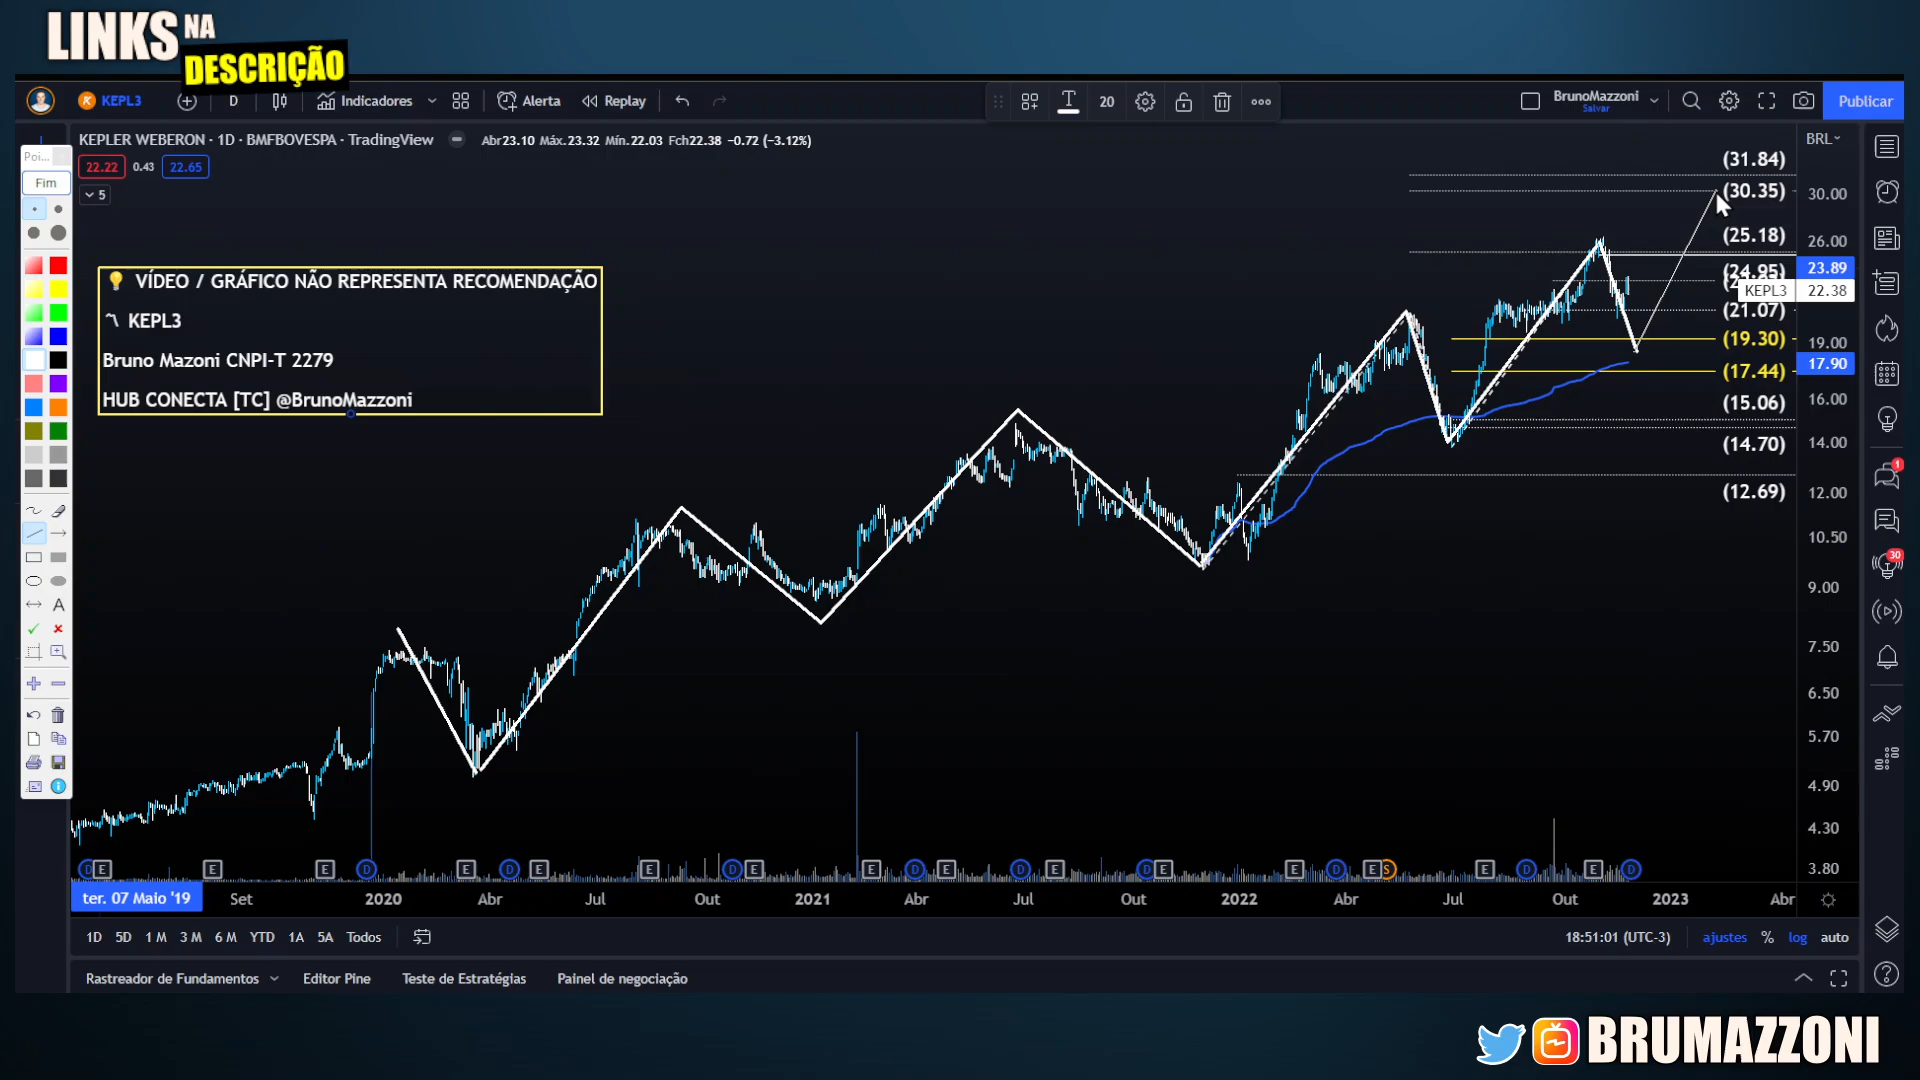 LINKS NA
DESCRIÇÃO
KEPL3
D
Indicadores
Alerta
Replay
20
BrunoMazzoni
Salvar
Publicar
KEPLER WEBERON · 1D · BMFBOVESPA · TradingView
Abr23.10 Máx.23.32 Mín.22.03 Fch22.38 −0.72 (−3.12%)
BRL
22.22
0.43
22.65
5
Poi...
Fim
A
💡 VÍDEO / GRÁFICO NÃO REPRESENTA RECOMENDAÇÃO
KEPL3
Bruno Mazoni CNPI-T 2279
HUB CONECTA [TC] @BrunoMazzoni
(31.84)
(30.35)
(25.18)
(24.95)
(21.07)
(19.30)
(17.44)
(15.06)
(14.70)
(12.69)
30.00
26.00
23.89
KEPL3 22.38
19.00
17.90
16.00
14.00
12.00
10.50
9.00
7.50
6.50
5.70
4.90
4.30
3.80
1
30
D E E E D E D E E D E E D E D E D E E D E S E D E D
ter. 07 Maio '19
Set
2020
Abr
Jul
Out
2021
Abr
Jul
Out
2022
Abr
Jul
Out
2023
Abr
1D 5D 1 M 3 M 6 M YTD 1A 5A Todos
18:51:01 (UTC-3)
ajustes % log auto
Rastreador de Fundamentos
Editor Pine
Teste de Estratégias
Painel de negociação
BRUMAZZONI